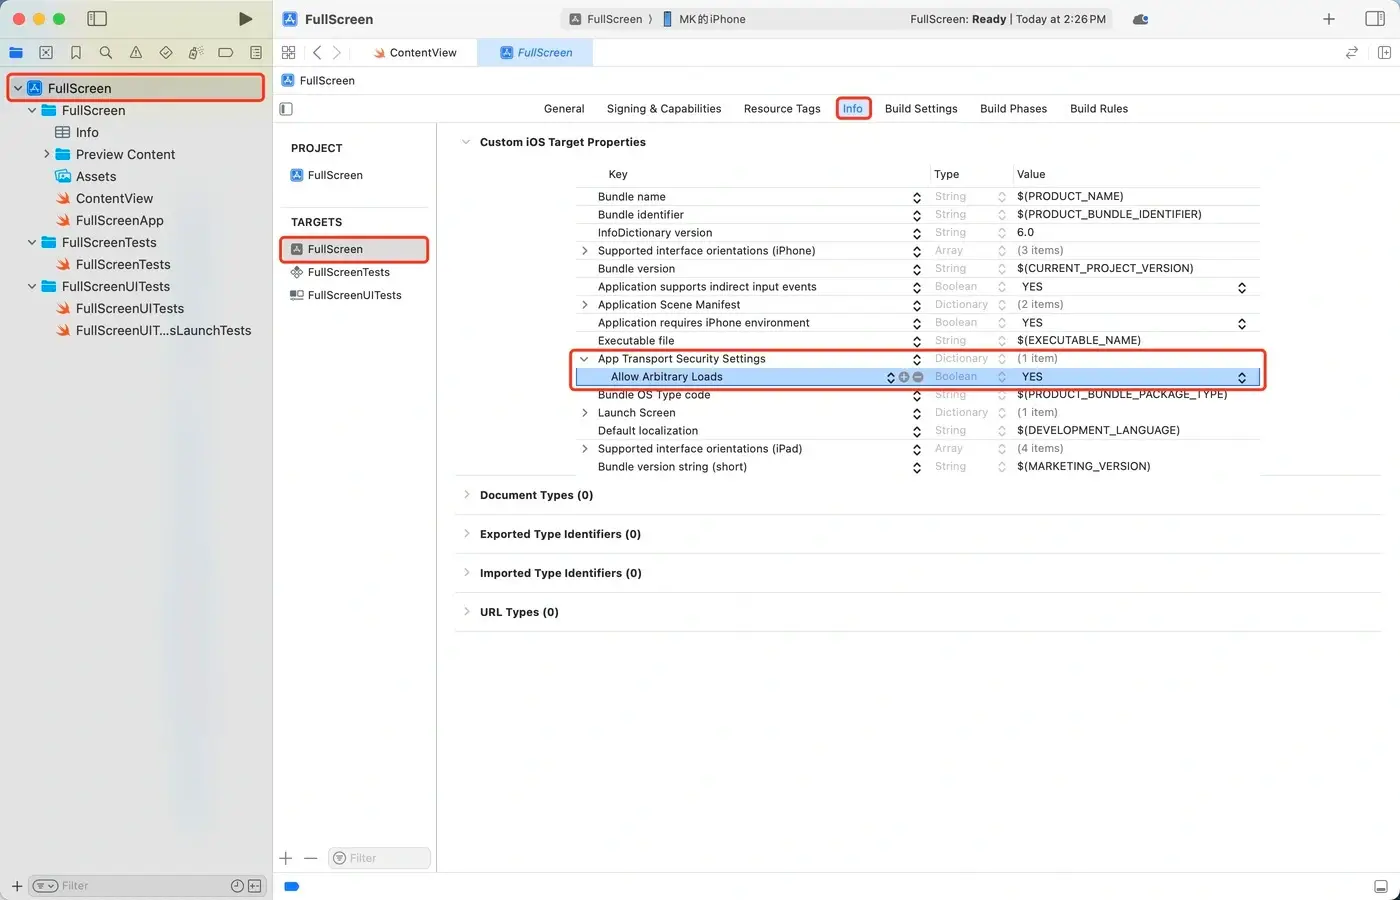 FullScreen
FullScreen 〉 MK的iPhone
FullScreen: Ready | Today at 2:26 PM
ContentView
FullScreen
FullScreen
FullScreen
FullScreen
Info
Preview Content
Assets
ContentView
FullScreenApp
FullScreenTests
FullScreenTests
FullScreenUITests
FullScreenUITests
FullScreenUIT...sLaunchTests
Filter
General Signing & Capabilities Resource Tags Info Build Settings Build Phases Build Rules
PROJECT
FullScreen
TARGETS
FullScreen
FullScreenTests
FullScreenUITests
Filter
Custom iOS Target Properties
Key Type Value
Bundle name String $(PRODUCT_NAME)
Bundle identifier String $(PRODUCT_BUNDLE_IDENTIFIER)
InfoDictionary version String 6.0
Supported interface orientations (iPhone) Array (3 items)
Bundle version String $(CURRENT_PROJECT_VERSION)
Application supports indirect input events Boolean YES
Application Scene Manifest Dictionary (2 items)
Application requires iPhone environment Boolean YES
Executable file String $(EXECUTABLE_NAME)
App Transport Security Settings Dictionary (1 item)
Allow Arbitrary Loads Boolean YES
Bundle OS Type code String $(PRODUCT_BUNDLE_PACKAGE_TYPE)
Launch Screen Dictionary (1 item)
Default localization String $(DEVELOPMENT_LANGUAGE)
Supported interface orientations (iPad) Array (4 items)
Bundle version string (short) String $(MARKETING_VERSION)
Document Types (0)
Exported Type Identifiers (0)
Imported Type Identifiers (0)
URL Types (0)